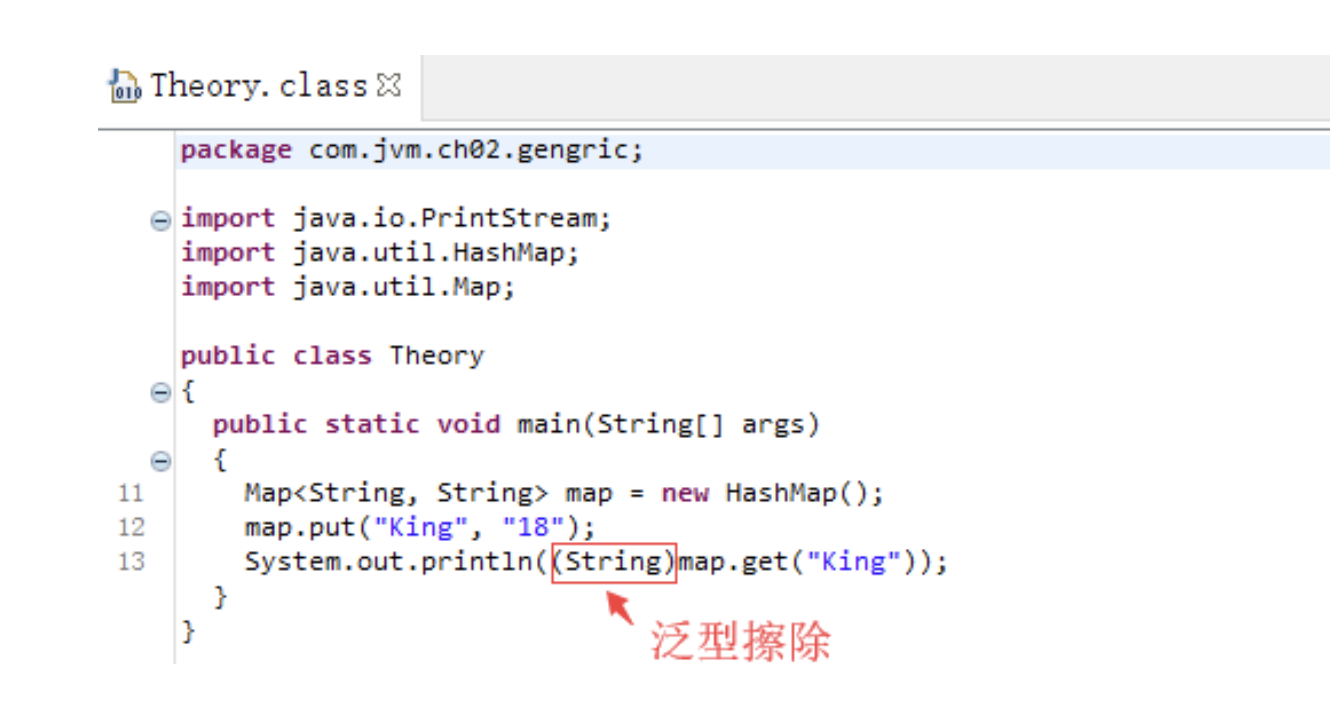 Theory.class
package com.jvm.ch02.gengric;
import java.io.PrintStream;
import java.util.HashMap;
import java.util.Map;
public class Theory
{
public static void main(String[] args)
{
11 Map<String, String> map = new HashMap();
12 map.put("King", "18");
13 System.out.println((String)map.get("King"));
}
泛型擦除
}